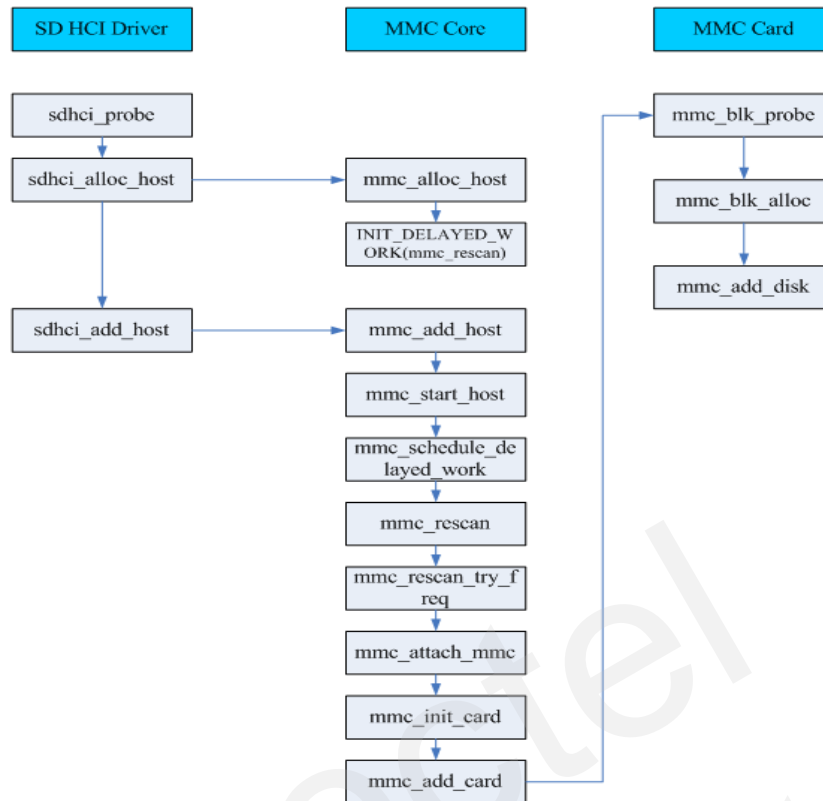 SD HCI Driver
MMC Core
MMC Card
sdhci_probe
sdhci_alloc_host
sdhci_add_host
mmc_alloc_host
INIT_DELAYED_W
ORK(mmc_rescan)
mmc_add_host
mmc_start_host
mmc_schedule_de
layed_work
mmc_rescan
mmc_rescan_try_f
req
mmc_attach_mmc
mmc_init_card
mmc_add_card
mmc_blk_probe
mmc_blk_alloc
mmc_add_disk